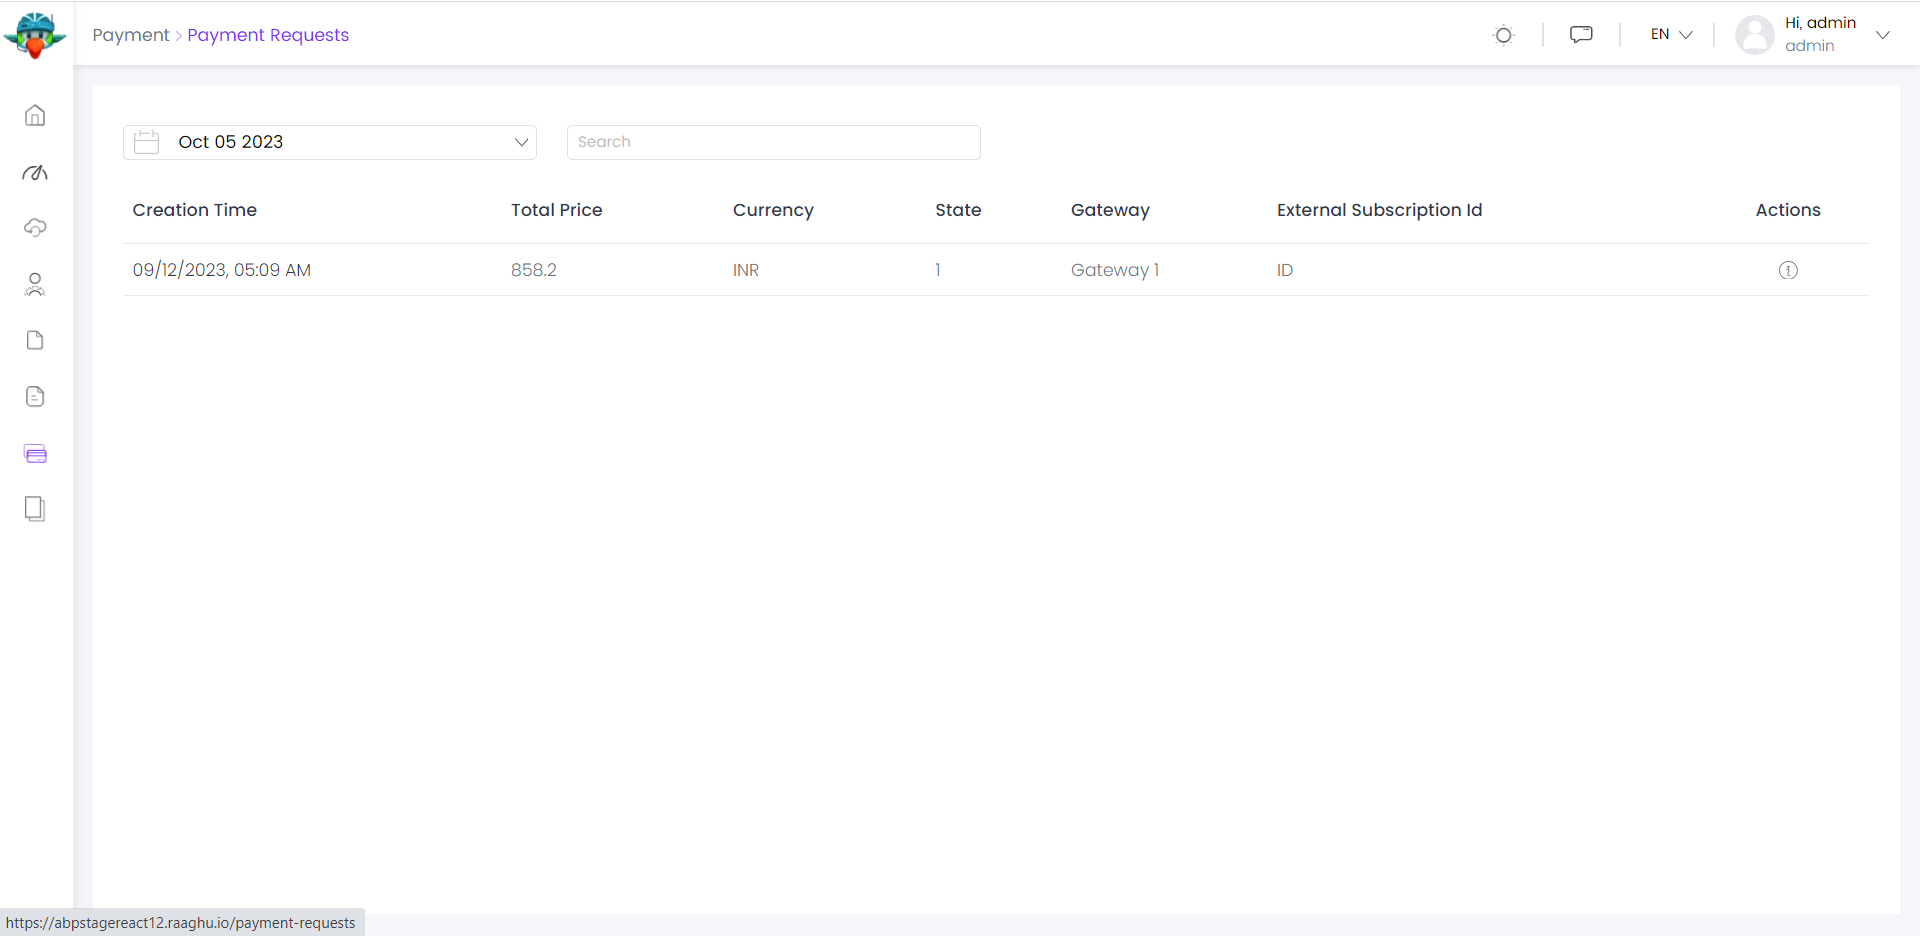 Payment > Payment Requests
EN
Hi, admin
admin
Oct 05 2023
Search
Creation Time Total Price Currency State Gateway External Subscription Id Actions
09/12/2023, 05:09 AM 858.2 INR 1 Gateway 1 ID
https://abpstagereact12.raaghu.io/payment-requests